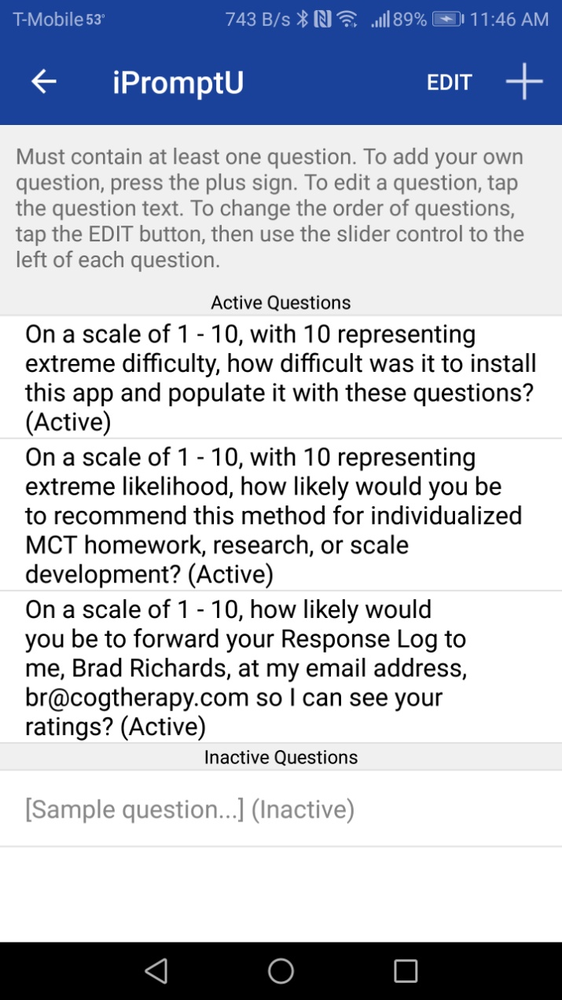 T-Mobile 53° 743 B/s 89% 11:46 AM
iPromptU EDIT
Must contain at least one question. To add your own
question, press the plus sign. To edit a question, tap
the question text. To change the order of questions,
tap the EDIT button, then use the slider control to the
left of each question.
Active Questions
On a scale of 1 - 10, with 10 representing
extreme difficulty, how difficult was it to install
this app and populate it with these questions?
(Active)
On a scale of 1 - 10, with 10 representing
extreme likelihood, how likely would you be
to recommend this method for individualized
MCT homework, research, or scale
development? (Active)
On a scale of 1 - 10, how likely would
you be to forward your Response Log to
me, Brad Richards, at my email address,
br@cogtherapy.com so I can see your
ratings? (Active)
Inactive Questions
[Sample question...] (Inactive)